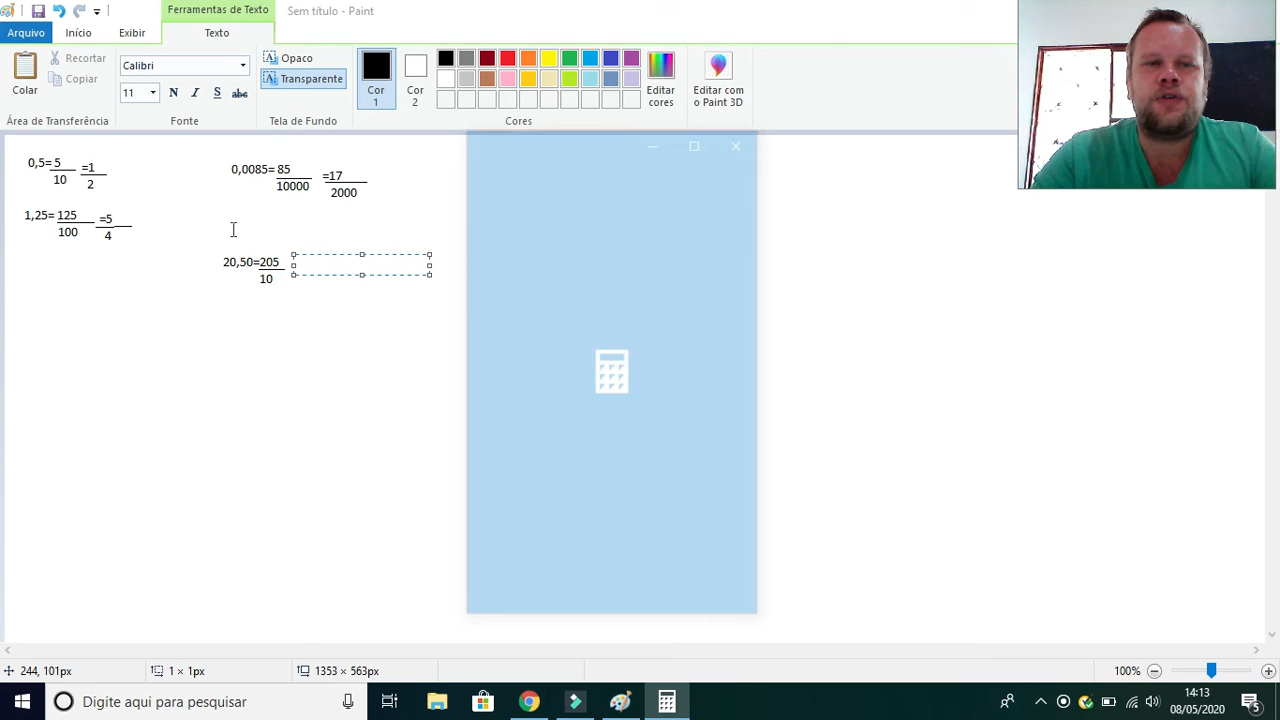 Ferramentas de Texto
Sem título - Paint
Arquivo
Início
Exibir
Texto
Colar
Recortar
Copiar
Área de Transferência
Calibri
11
N I S abc
Fonte
Opaco
Transparente
Tela de Fundo
Cor
1
Cor
2
Cores
Editar
cores
Editar com
o Paint 3D
0,5= 5
10
=1
2
0,0085= 85
10000
=17
2000
1,25= 125
100
=5
4
20,50=205
10
244, 101px
1 × 1px
1353 × 563px
100%
Digite aqui para pesquisar
14:13
08/05/2020
5